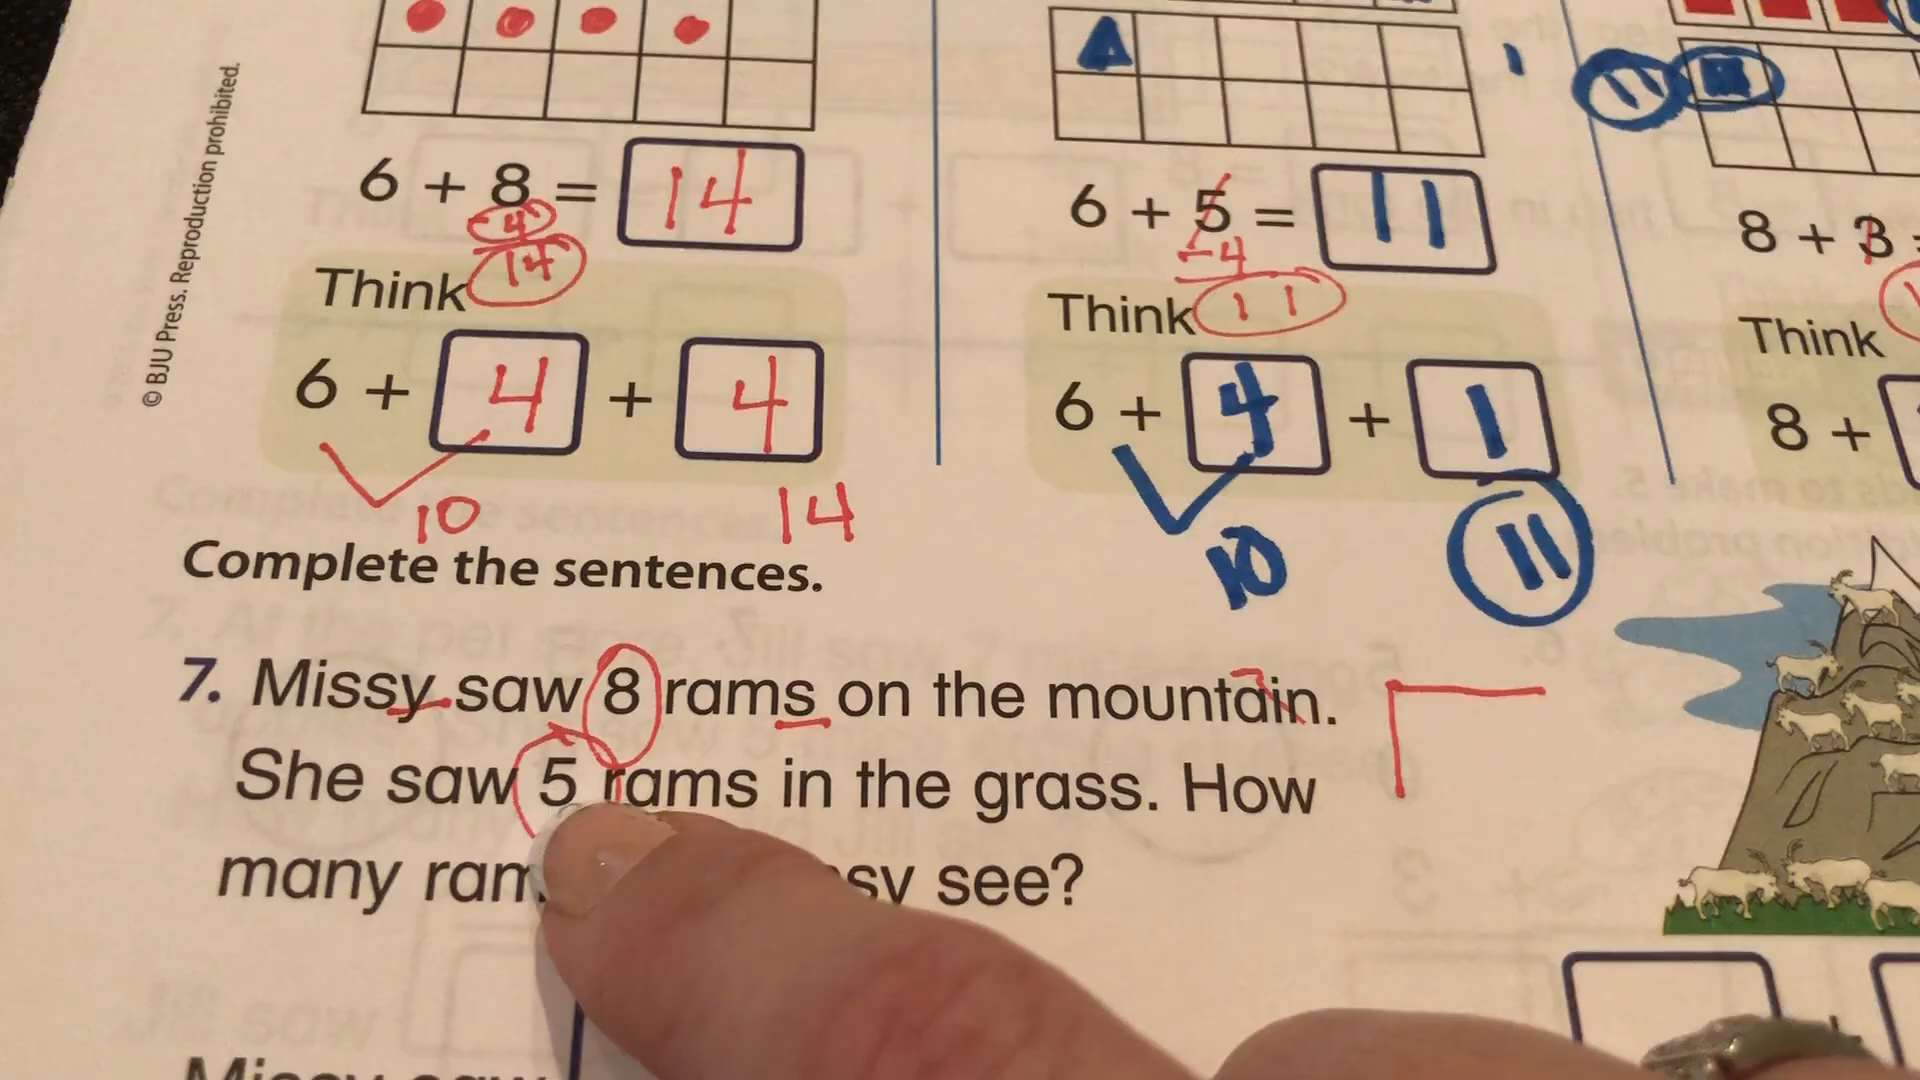 © BJU Press. Reproduction prohibited.
6 + 8 = 14
4
14
Think
6 + 4 + 4
10
14
6 + 5 = 11
-4
11
Think
6 + 4 + 1
10
11
8 + 3
Think
8 +
Complete the sentences.
7. Missy saw 8 rams on the mountain.
She saw 5 rams in the grass. How
many see?